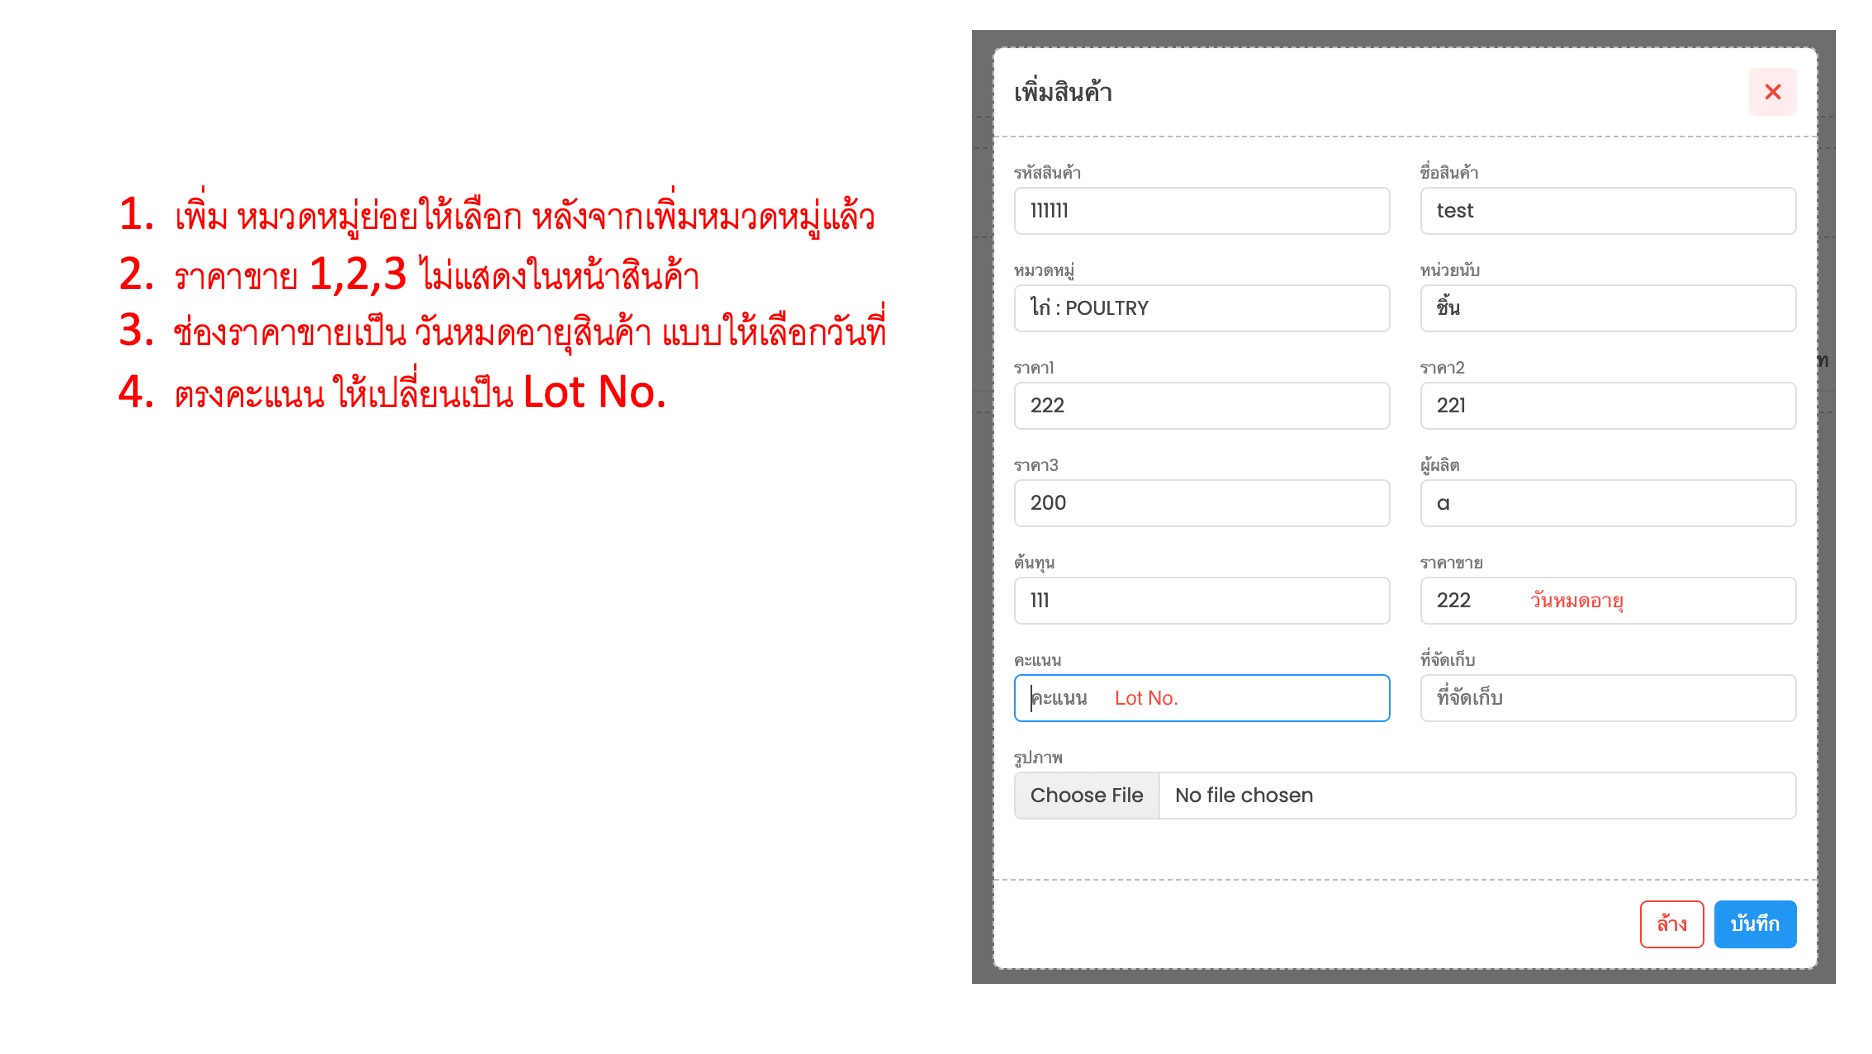 1. เพิ่ม หมวดหมู่ย่อยให้เลือก หลังจากเพิ่มหมวดหมู่แล้ว
2. ราคาขาย 1,2,3 ไม่แสดงในหน้าสินค้า
3. ช่องราคาขายเป็น วันหมดอายุสินค้า แบบให้เลือกวันที่
4. ตรงคะแนน ให้เปลี่ยนเป็น Lot No.
เพิ่มสินค้า
รหัสสินค้า ชื่อสินค้า
111111 test
หมวดหมู่ หน่วยนับ
ไก่ : POULTRY ชิ้น
ราคา1 ราคา2
222 221
ราคา3 ผู้ผลิต
200 a
ต้นทุน ราคาขาย
111 222 วันหมดอายุ
คะแนน ที่จัดเก็บ
คะแนน Lot No. ที่จัดเก็บ
รูปภาพ
Choose File No file chosen
ล้าง บันทึก